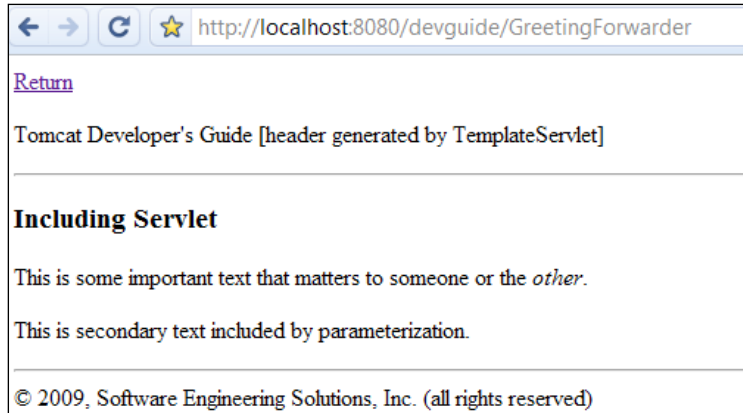 http://localhost:8080/devguide/GreetingForwarder
Return
Tomcat Developer's Guide [header generated by TemplateServlet]
Including Servlet
This is some important text that matters to someone or the other.
This is secondary text included by parameterization.
© 2009, Software Engineering Solutions, Inc. (all rights reserved)